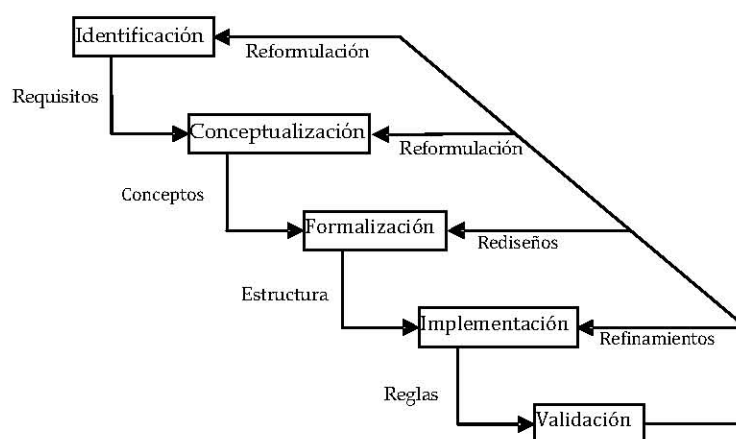 Identificación
Reformulación
Requisitos
Conceptualización
Reformulación
Conceptos
Formalización
Rediseños
Estructura
Implementación
Refinamientos
Reglas
Validación